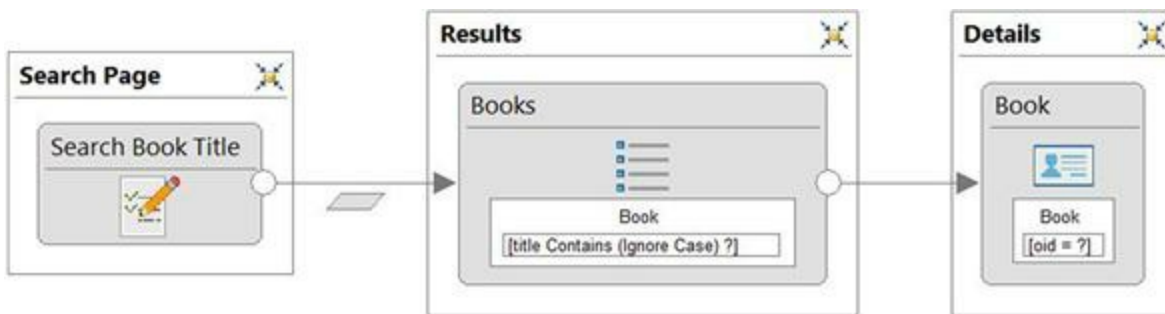 Search Page
Search Book Title
Results
Books
Book
[title Contains (Ignore Case) ?]
Details
Book
Book
[oid = ?]